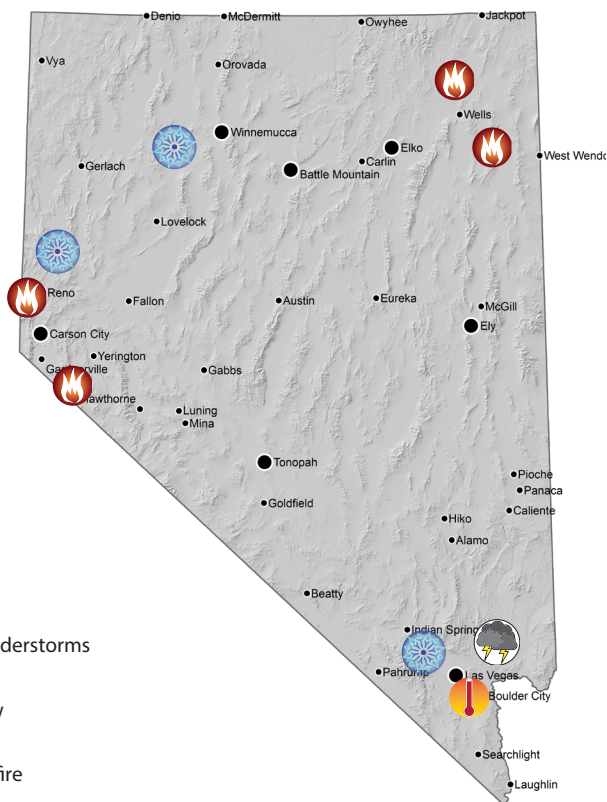 Denio
McDermitt
Owyhee
Jackpot
Vya
Orovada
Wells
Winnemucca
Elko
Carlin
West Wendo
Gerlach
Battle Mountain
Lovelock
Reno
Fallon
Austin
Eureka
McGill
Carson City
Ely
Yerington
Gabbs
Luning
Mina
Tonopah
Pioche
Panaca
Goldfield
Caliente
Hiko
Alamo
Beatty
Indian Spring
nderstorms
Pahrump
Las Vegas
Boulder City
y
Searchlight
fire
Laughlin